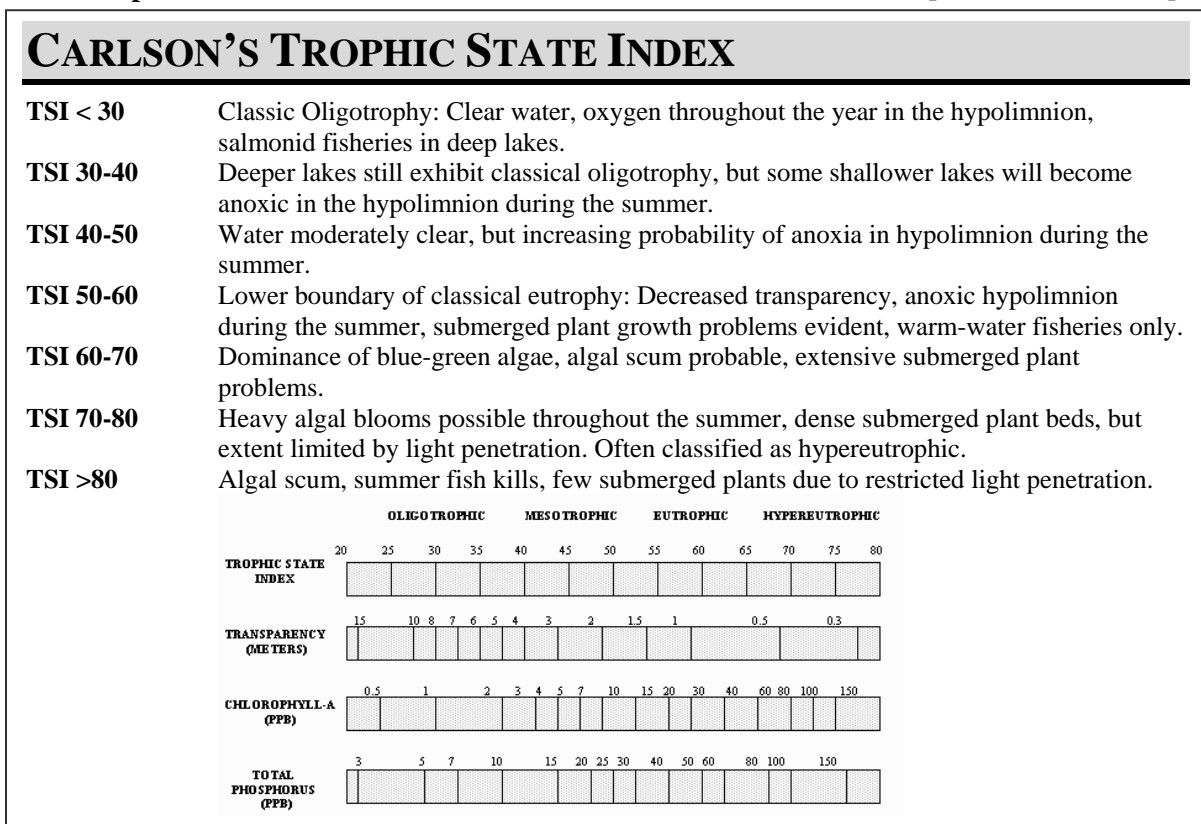 CARLSON'S TROPHIC STATE INDEX
TSI < 30 Classic Oligotrophy: Clear water, oxygen throughout the year in the hypolimnion,
salmonid fisheries in deep lakes.
TSI 30-40 Deeper lakes still exhibit classical oligotrophy, but some shallower lakes will become
anoxic in the hypolimnion during the summer.
TSI 40-50 Water moderately clear, but increasing probability of anoxia in hypolimnion during the
summer.
TSI 50-60 Lower boundary of classical eutrophy: Decreased transparency, anoxic hypolimnion
during the summer, submerged plant growth problems evident, warm-water fisheries only.
TSI 60-70 Dominance of blue-green algae, algal scum probable, extensive submerged plant
problems.
TSI 70-80 Heavy algal blooms possible throughout the summer, dense submerged plant beds, but
extent limited by light penetration. Often classified as hypereutrophic.
TSI >80 Algal scum, summer fish kills, few submerged plants due to restricted light penetration.
OLIGOTROPHIC MESOTROPHIC EUTROPHIC HYPEREUTROPHIC
20 25 30 35 40 45 50 55 60 65 70 75 80
TROPHIC STATE
INDEX
15 10 8 7 6 5 4 3 2 1.5 1 0.5 0.3
TRANSPARENCY
(METERS)
0.5 1 2 3 4 5 7 10 15 20 30 40 60 80 100 150
CHLOROPHYLL-A
(PPB)
3 5 7 10 15 20 25 30 40 50 60 80 100 150
TOTAL
PHOSPHORUS
(PPB)